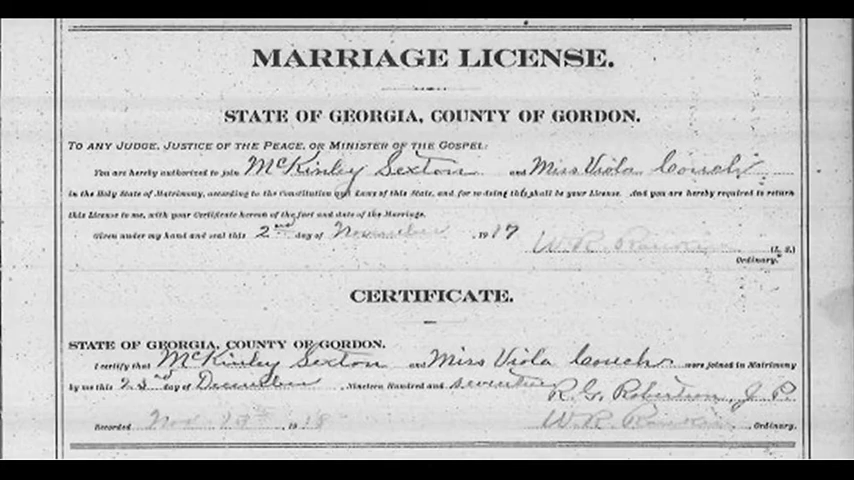 MARRIAGE LICENSE.
STATE OF GEORGIA, COUNTY OF GORDON.
TO ANY JUDGE, JUSTICE OF THE PEACE, OR MINISTER OF THE GOSPEL:
You are hereby authorized to join McKinley Sexton and Miss Viola Couch
in the Holy State of Matrimony, according to the Constitution and Laws of this State, and for so doing this shall be your License. And you are hereby required to return
this License to me, with your Certificate hereon of the fact and date of the Marriage.
Given under my hand and seal this 2nd day of November, 1917 W. R. Rankin (L. S.)
Ordinary.
CERTIFICATE.
STATE OF GEORGIA, COUNTY OF GORDON.
I certify that McKinley Sexton and Miss Viola Couch were joined in Matrimony
by me this 23rd day of December, Nineteen Hundred and seventeen R. G. Robertson, J. P.
Recorded Nov., 1918 W. R. Rankin, Ordinary.